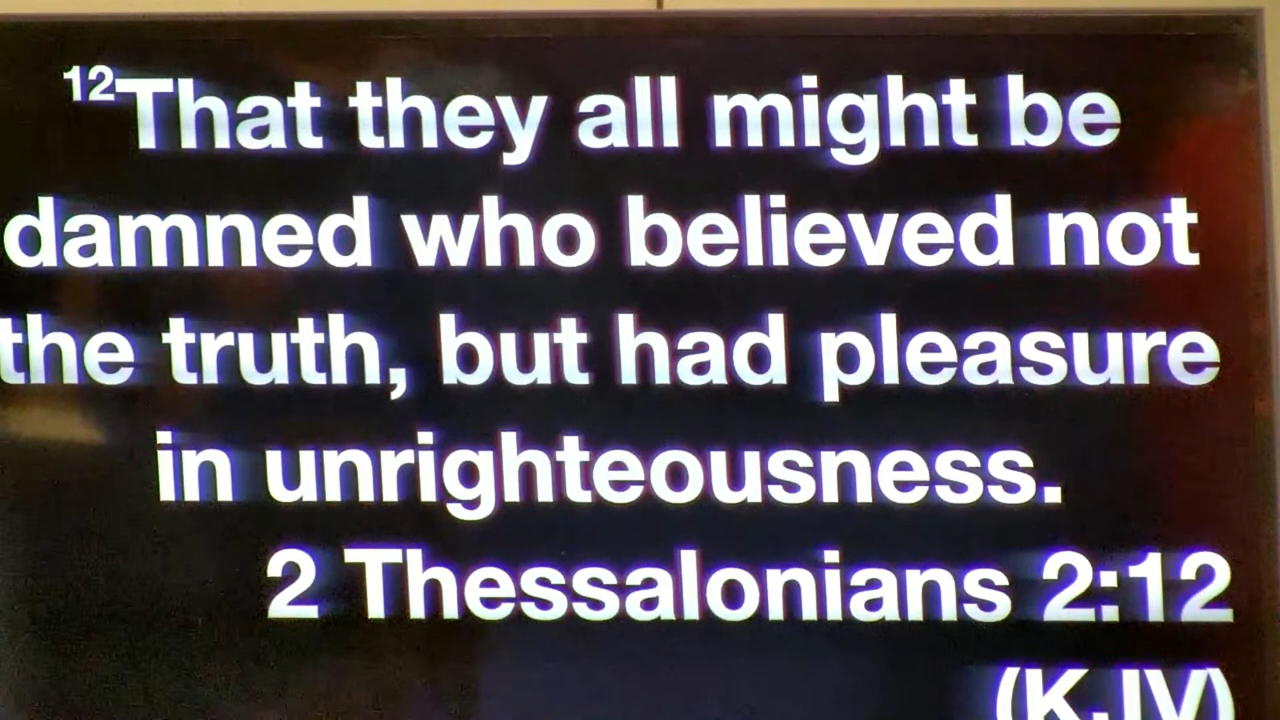 12That they all might be
damned who believed not
the truth, but had pleasure
in unrighteousness.
2 Thessalonians 2:12
(KJV)